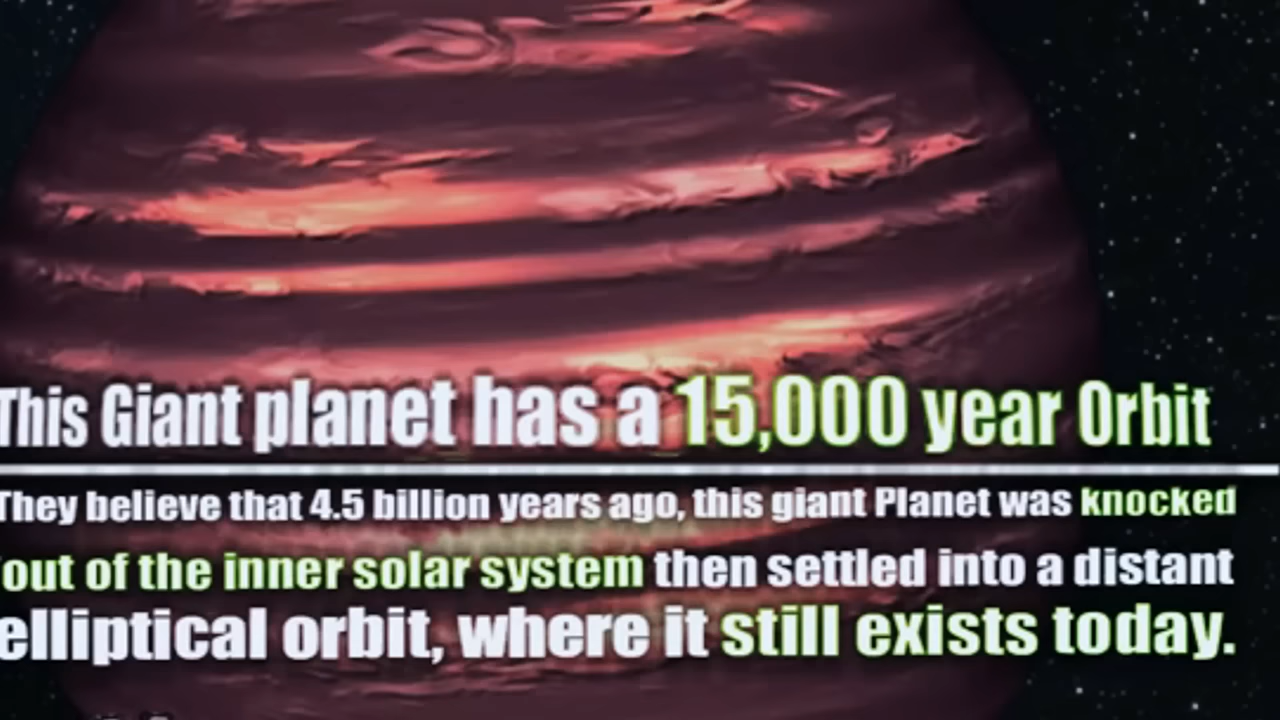 This Giant planet has a 15,000 year Orbit
They believe that 4.5 billion years ago, this giant Planet was knocked
out of the inner solar system then settled into a distant
elliptical orbit, where it still exists today.